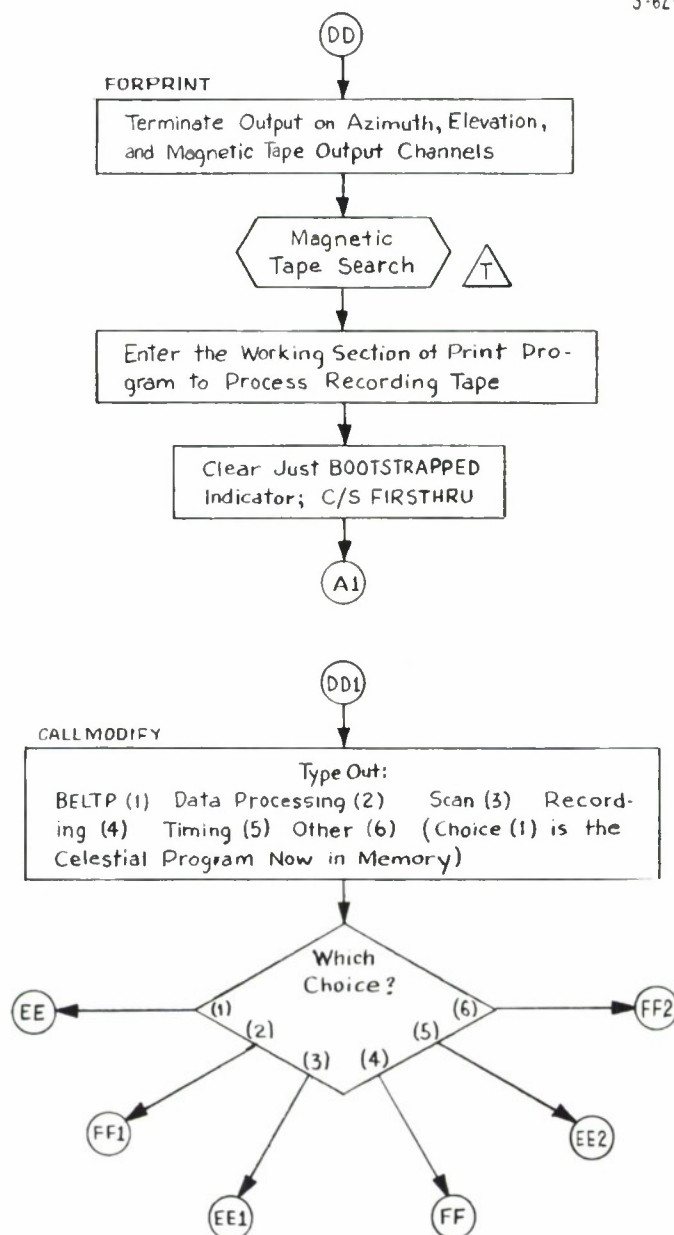 DD
FORPRINT
Terminate Output on Azimuth, Elevation,
and Magnetic Tape Output Channels
Magnetic
Tape Search
T
Enter the Working Section of Print Pro-
gram to Process Recording Tape
Clear Just BOOTSTRAPPED
Indicator; C/S FIRSTHRU
A1
DD1
CALLMODIFY
Type Out:
BELTP (1) Data Processing (2) Scan (3) Record-
ing (4) Timing (5) Other (6) (Choice (1) is the
Celestial Program Now in Memory)
Which
Choice?
(1)
(2)
(3)
(4)
(5)
(6)
EE
FF2
FF1
EE2
EE1
FF